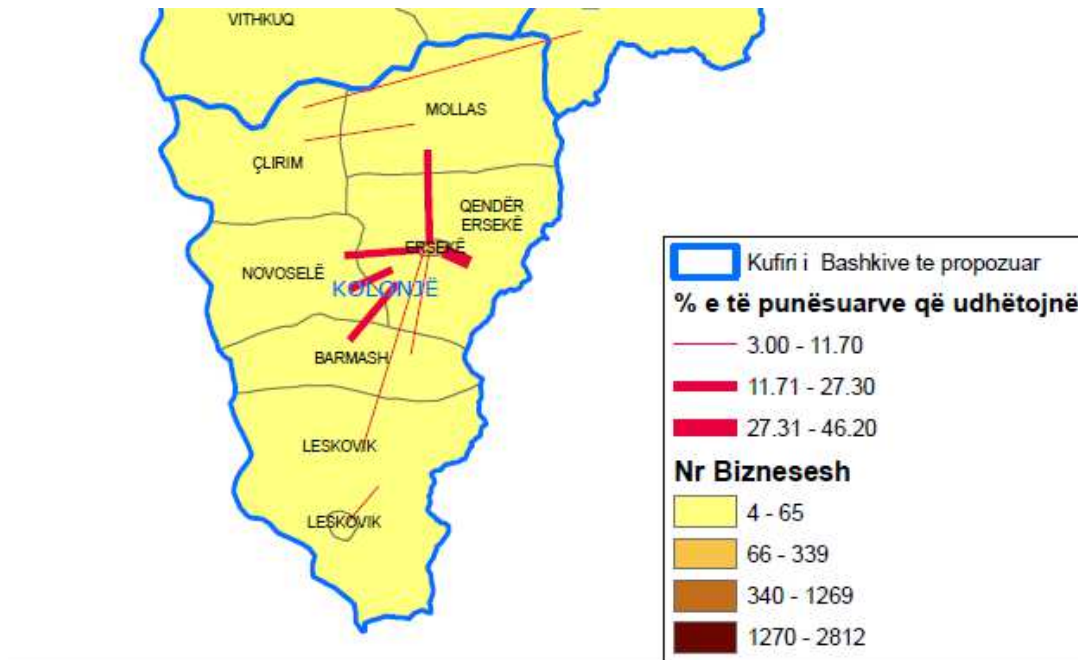 VITHKUQ
MOLLAS
ÇLIRIM
QENDËR
ERSEKË
ERSEKË
NOVOSELË
KOLONJË
BARMASH
LESKOVIK
LESKOVIK
Kufiri i Bashkive te propozuar
% e të punësuarve që udhëtojnë
3.00 - 11.70
11.71 - 27.30
27.31 - 46.20
Nr Biznesesh
4 - 65
66 - 339
340 - 1269
1270 - 2812